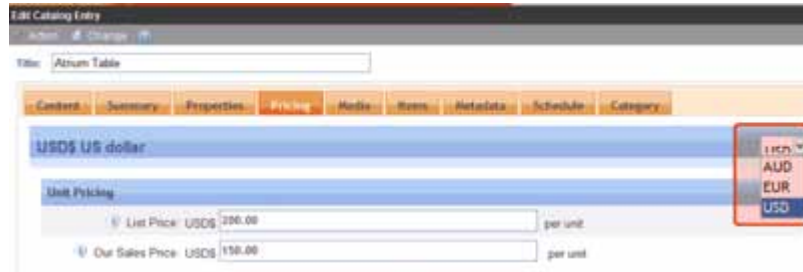 Edit Catalog Entry
Action Change
Title: Atrium Table
Content Summary Properties Pricing Media Items Metadata Schedule Category
USD$ US dollar
USD
AUD
EUR
USD
Unit Pricing
List Price: USD$ 200.00 per unit
Our Sales Price: USD$ 150.00 per unit